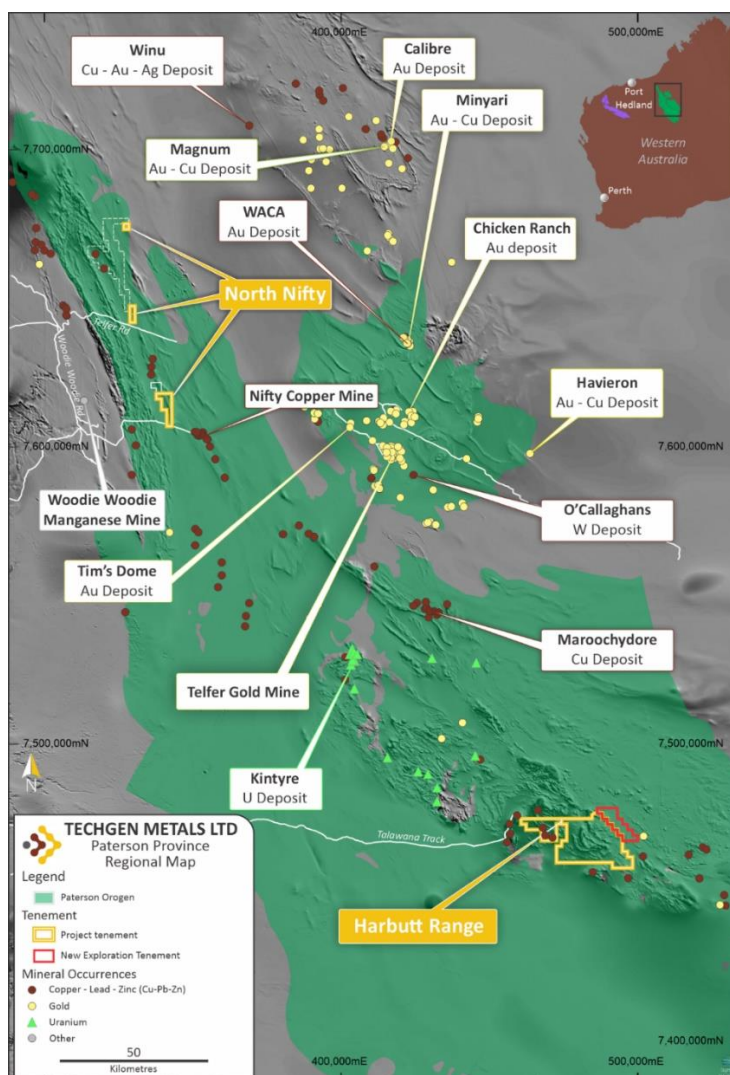 400,000mE
500,000mE
Winu
Cu - Au - Ag Deposit
Calibre
Au Deposit
Port
Hedland
Western
Australia
Perth
Minyari
Au - Cu Deposit
Magnum
Au - Cu Deposit
7,700,000mN
WACA
Au Deposit
Chicken Ranch
Au deposit
North Nifty
Telfer Rd
Woodie Woodie Rd
Nifty Copper Mine
Havieron
Au - Cu Deposit
7,600,000mN
7,600,000mN
Woodie Woodie
Manganese Mine
O'Callaghans
W Deposit
Tim's Dome
Au Deposit
Maroochydore
Cu Deposit
Telfer Gold Mine
7,500,000mN
7,500,000mN
N
Kintyre
U Deposit
Talawana Track
Harbutt Range
TECHGEN METALS LTD
Paterson Province
Regional Map
Legend
Paterson Orogen
Tenement
Project tenement
New Exploration Tenement
Mineral Occurrences
Copper - Lead - Zinc (Cu-Pb-Zn)
Gold
Uranium
Other
50
Kilometres
7,400,000mN
400,000mE
500,000mE